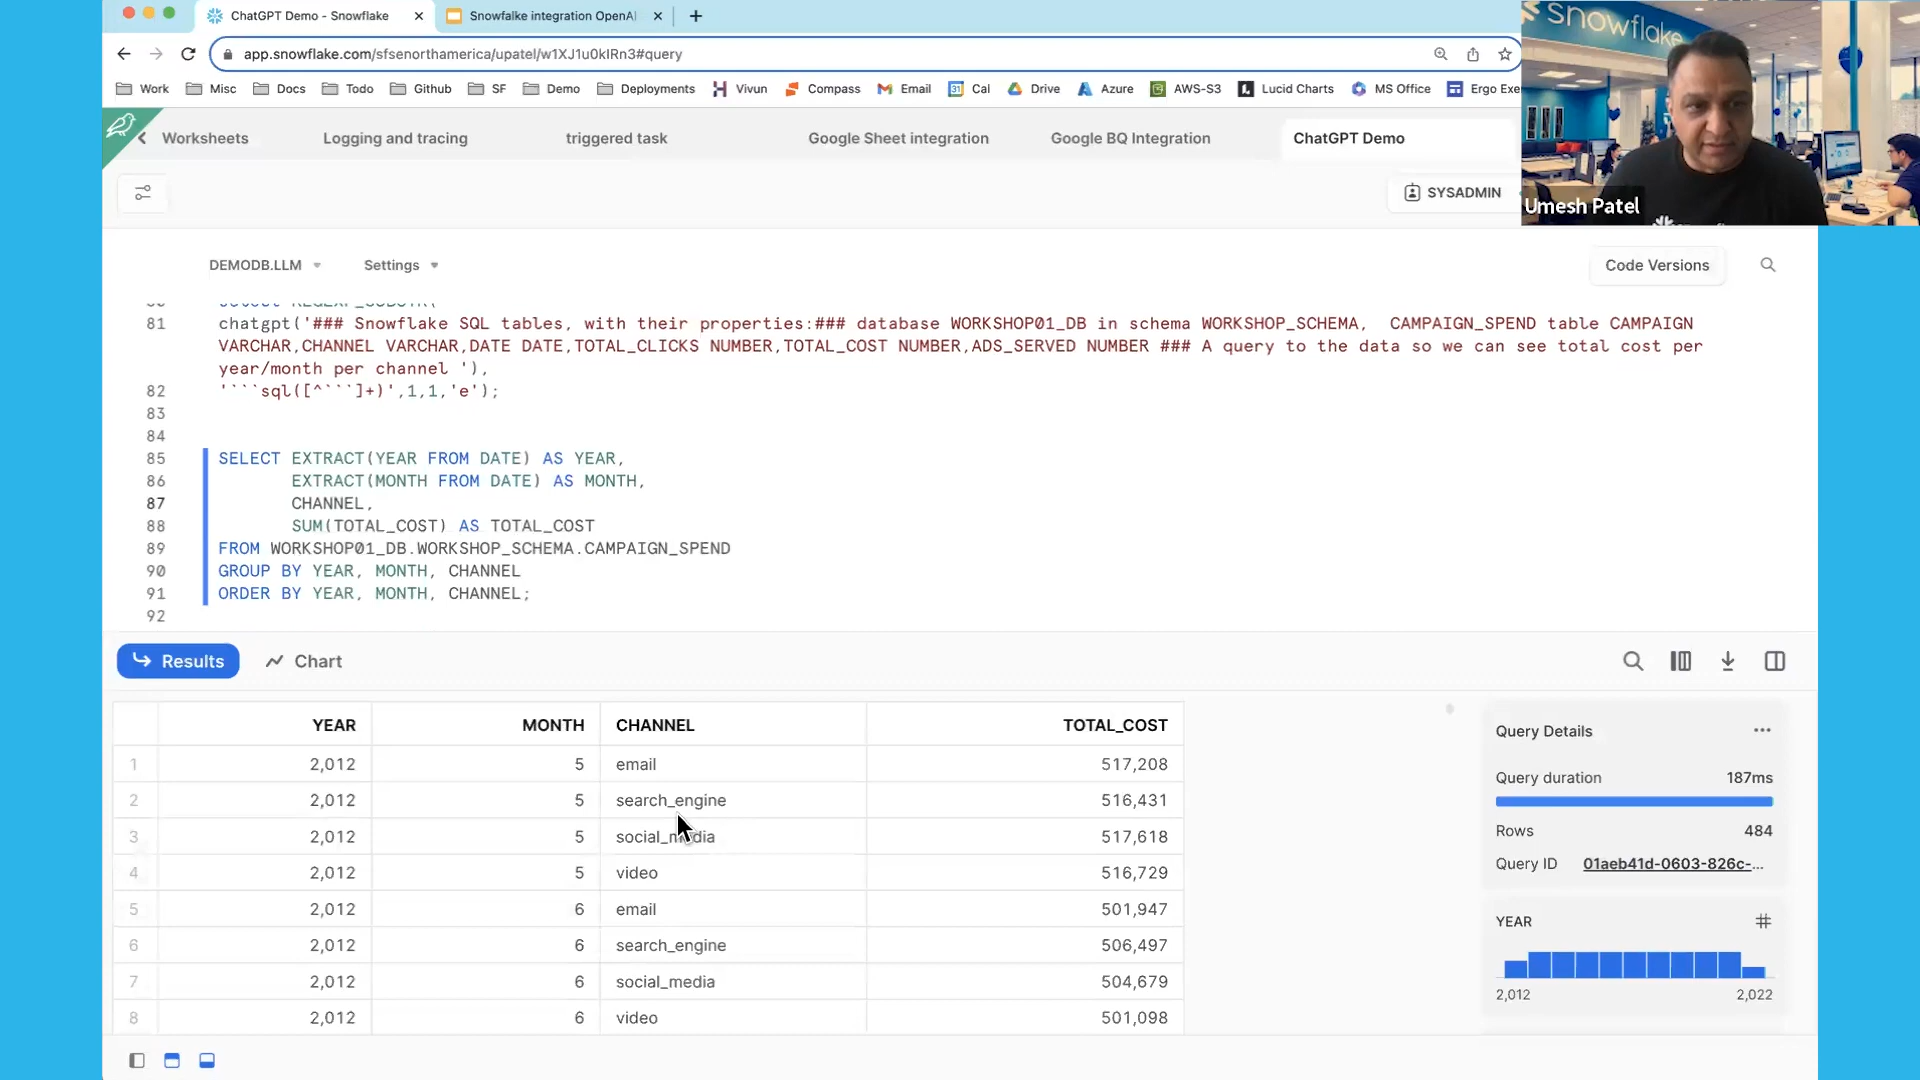 ChatGPT Demo - Snowflake
Snowfalke integration OpenAI
app.snowflake.com/sfsenorthamerica/upatel/w1XJ1u0kIRn3#query
Work Misc Docs Todo Github SF Demo Deployments Vivun Compass Email Cal Drive Azure AWS-S3 Lucid Charts MS Office Ergo Exe
snowflake
Umesh Patel
Worksheets Logging and tracing triggered task Google Sheet integration Google BQ Integration ChatGPT Demo
SYSADMIN
DEMODB.LLM Settings Code Versions
81 chatgpt('### Snowflake SQL tables, with their properties:### database WORKSHOP01_DB in schema WORKSHOP_SCHEMA,  CAMPAIGN_SPEND table CAMPAIGN
VARCHAR,CHANNEL VARCHAR,DATE DATE,TOTAL_CLICKS NUMBER,TOTAL_COST NUMBER,ADS_SERVED NUMBER ### A query to the data so we can see total cost per
year/month per channel '),
82 '```sql([^```]+)',1,1,'e');
83
84
85 SELECT EXTRACT(YEAR FROM DATE) AS YEAR,
86 EXTRACT(MONTH FROM DATE) AS MONTH,
87 CHANNEL,
88 SUM(TOTAL_COST) AS TOTAL_COST
89 FROM WORKSHOP01_DB.WORKSHOP_SCHEMA.CAMPAIGN_SPEND
90 GROUP BY YEAR, MONTH, CHANNEL
91 ORDER BY YEAR, MONTH, CHANNEL;
92
Results Chart
YEAR MONTH CHANNEL TOTAL_COST
1 2,012 5 email 517,208
2 2,012 5 search_engine 516,431
3 2,012 5 social_media 517,618
4 2,012 5 video 516,729
5 2,012 6 email 501,947
6 2,012 6 search_engine 506,497
7 2,012 6 social_media 504,679
8 2,012 6 video 501,098
Query Details ...
Query duration 187ms
Rows 484
Query ID 01aeb41d-0603-826c-...
YEAR #
2,012 2,022